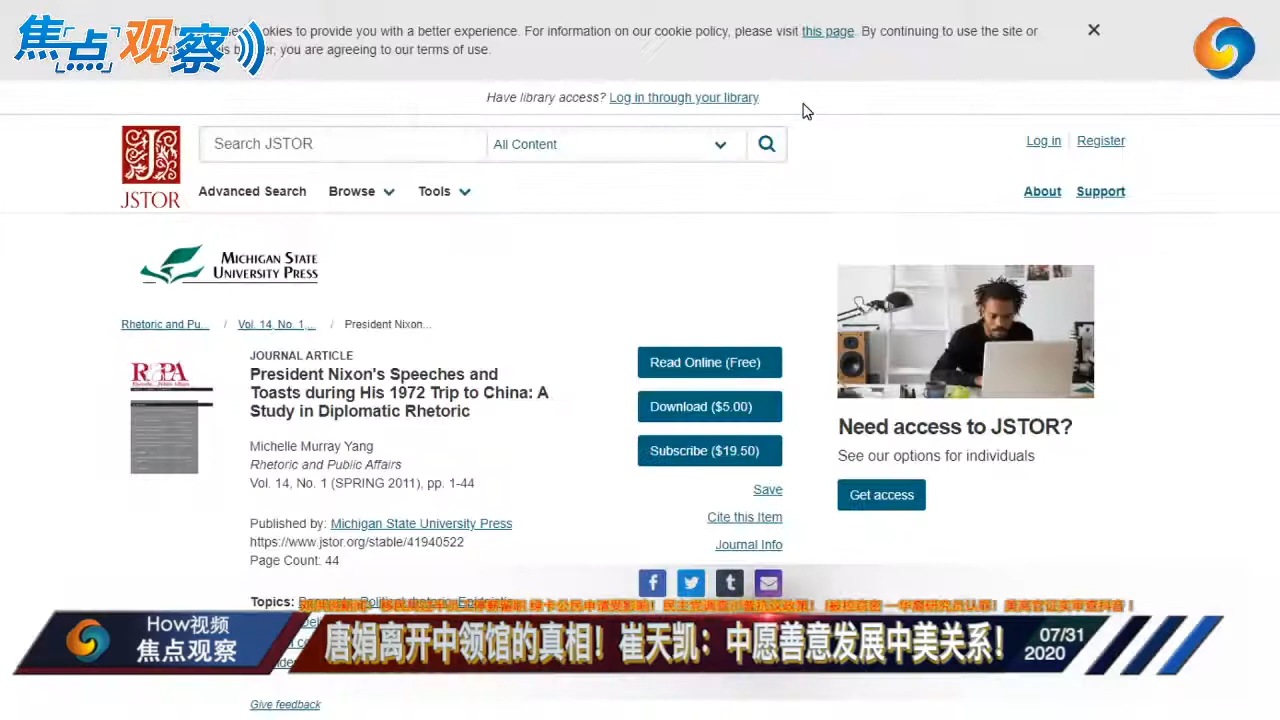 焦点观察
okies to provide you with a better experience. For information on our cookie policy, please visit this page. By continuing to use the site or
, you are agreeing to our terms of use.
Have library access? Log in through your library
JSTOR
Search JSTOR
All Content
Log in
Register
Advanced Search
Browse
Tools
About
Support
MICHIGAN STATE
UNIVERSITY PRESS
Rhetoric and Pu...
/
Vol. 14, No. 1,...
/
President Nixon...
JOURNAL ARTICLE
President Nixon's Speeches and
Toasts during His 1972 Trip to China: A
Study in Diplomatic Rhetoric
Michelle Murray Yang
Rhetoric and Public Affairs
Vol. 14, No. 1 (SPRING 2011), pp. 1-44
Published by: Michigan State University Press
https://www.jstor.org/stable/41940522
Page Count: 44
Topics:
Read Online (Free)
Download ($5.00)
Subscribe ($19.50)
Save
Cite this Item
Journal Info
Need access to JSTOR?
See our options for individuals
Get access
How视频
焦点观察
唐娟离开中领馆的真相！崔天凯：中愿善意发展中美关系！
07/31
2020
Give feedback